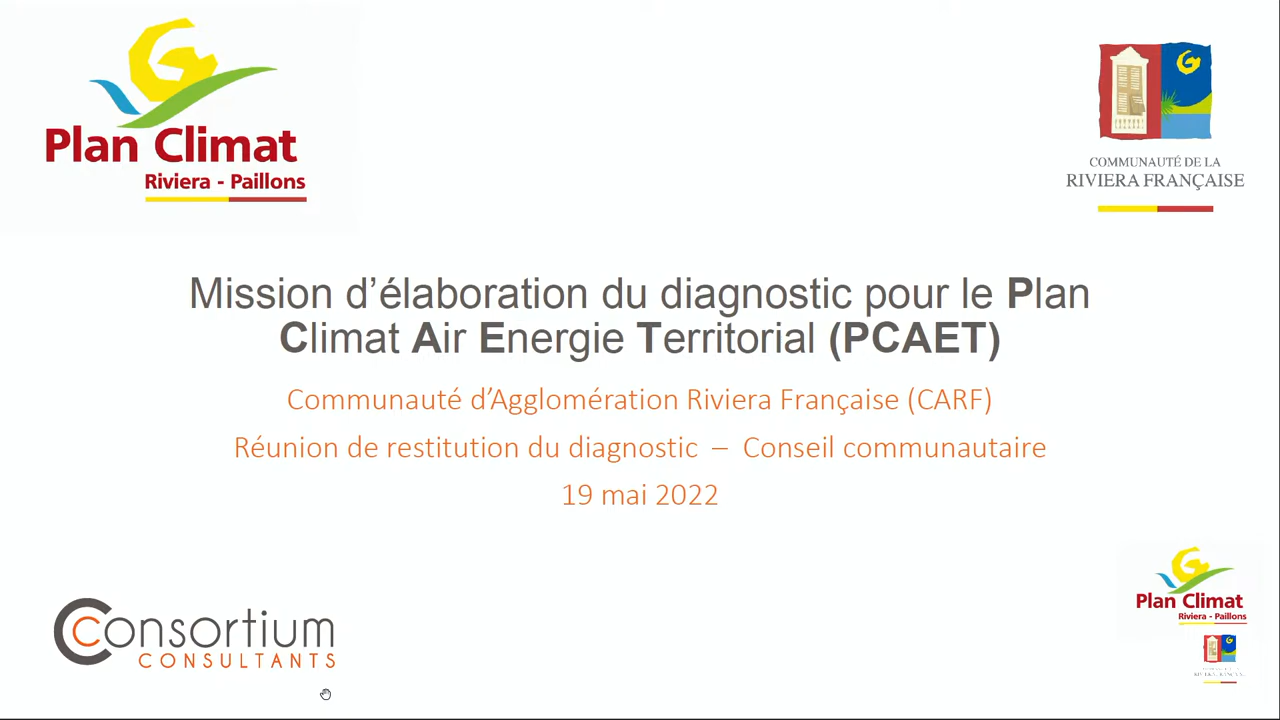 Plan Climat
Riviera - Paillons
COMMUNAUTÉ DE LA
RIVIERA FRANÇAISE
Mission d’élaboration du diagnostic pour le Plan
Climat Air Energie Territorial (PCAET)
Communauté d’Agglomération Riviera Française (CARF)
Réunion de restitution du diagnostic – Conseil communautaire
19 mai 2022
Consortium
CONSULTANTS
Plan Climat
Riviera - Paillons